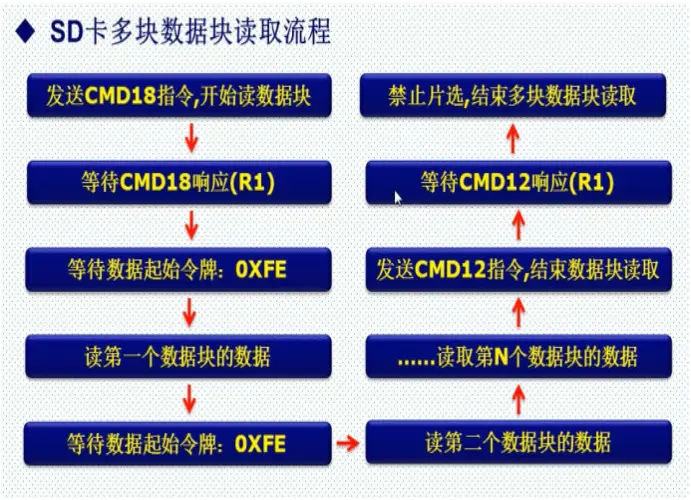 ◆ SD卡多块数据块读取流程
发送CMD18指令,开始读数据块
等待CMD18响应(R1)
等待数据起始令牌：0XFE
读第一个数据块的数据
等待数据起始令牌：0XFE
读第二个数据块的数据
……读取第N个数据块的数据
发送CMD12指令,结束数据块读取
等待CMD12响应(R1)
禁止片选,结束多块数据块读取